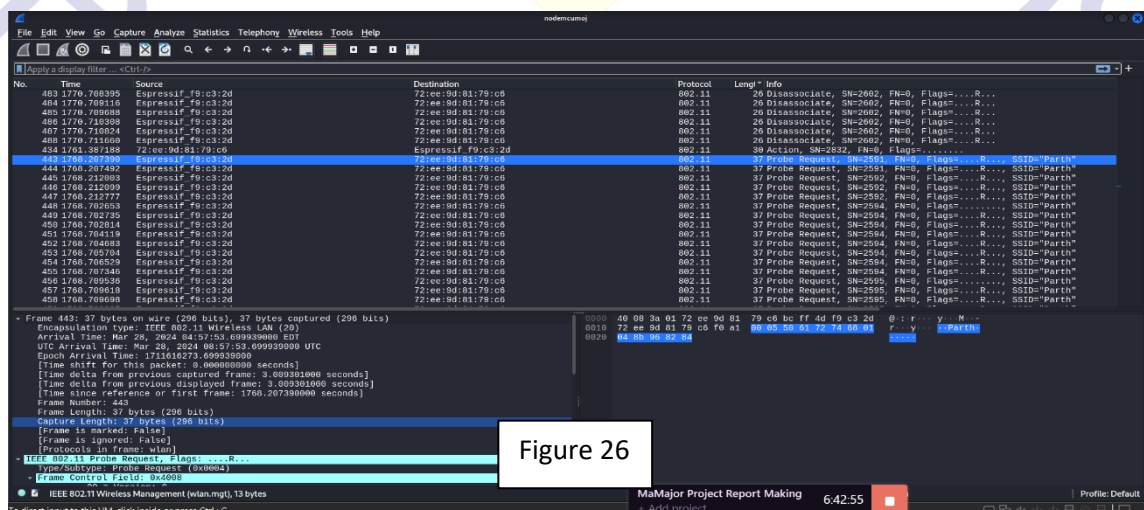 nodemcumoj
File Edit View Go Capture Analyze Statistics Telephony Wireless Tools Help
Apply a display filter ... <Ctrl-/>
No. Time Source Destination Protocol Lengt Info
483 1770.708395 Espressif_f9:c3:2d 72:ee:9d:81:79:c6 802.11 26 Disassociate, SN=2602, FN=0, Flags=....R...
484 1770.709116 Espressif_f9:c3:2d 72:ee:9d:81:79:c6 802.11 26 Disassociate, SN=2602, FN=0, Flags=....R...
485 1770.709688 Espressif_f9:c3:2d 72:ee:9d:81:79:c6 802.11 26 Disassociate, SN=2602, FN=0, Flags=....R...
486 1770.710308 Espressif_f9:c3:2d 72:ee:9d:81:79:c6 802.11 26 Disassociate, SN=2602, FN=0, Flags=....R...
487 1770.710824 Espressif_f9:c3:2d 72:ee:9d:81:79:c6 802.11 26 Disassociate, SN=2602, FN=0, Flags=....R...
488 1770.711660 Espressif_f9:c3:2d 72:ee:9d:81:79:c6 802.11 26 Disassociate, SN=2602, FN=0, Flags=....R...
434 1761.387188 72:ee:9d:81:79:c6 Espressif_f9:c3:2d 802.11 30 Action, SN=2832, FN=0, Flags=........
443 1768.207390 Espressif_f9:c3:2d 72:ee:9d:81:79:c6 802.11 37 Probe Request, SN=2591, FN=0, Flags=....R..., SSID="Parth"
444 1768.207492 Espressif_f9:c3:2d 72:ee:9d:81:79:c6 802.11 37 Probe Request, SN=2591, FN=0, Flags=....R..., SSID="Parth"
445 1768.212003 Espressif_f9:c3:2d 72:ee:9d:81:79:c6 802.11 37 Probe Request, SN=2592, FN=0, Flags=....R..., SSID="Parth"
446 1768.212099 Espressif_f9:c3:2d 72:ee:9d:81:79:c6 802.11 37 Probe Request, SN=2592, FN=0, Flags=....R..., SSID="Parth"
447 1768.212777 Espressif_f9:c3:2d 72:ee:9d:81:79:c6 802.11 37 Probe Request, SN=2592, FN=0, Flags=....R..., SSID="Parth"
448 1768.702653 Espressif_f9:c3:2d 72:ee:9d:81:79:c6 802.11 37 Probe Request, SN=2594, FN=0, Flags=........, SSID="Parth"
449 1768.702735 Espressif_f9:c3:2d 72:ee:9d:81:79:c6 802.11 37 Probe Request, SN=2594, FN=0, Flags=....R..., SSID="Parth"
450 1768.702814 Espressif_f9:c3:2d 72:ee:9d:81:79:c6 802.11 37 Probe Request, SN=2594, FN=0, Flags=....R..., SSID="Parth"
451 1768.704119 Espressif_f9:c3:2d 72:ee:9d:81:79:c6 802.11 37 Probe Request, SN=2594, FN=0, Flags=....R..., SSID="Parth"
452 1768.704683 Espressif_f9:c3:2d 72:ee:9d:81:79:c6 802.11 37 Probe Request, SN=2594, FN=0, Flags=....R..., SSID="Parth"
453 1768.705704 Espressif_f9:c3:2d 72:ee:9d:81:79:c6 802.11 37 Probe Request, SN=2594, FN=0, Flags=....R..., SSID="Parth"
454 1768.706529 Espressif_f9:c3:2d 72:ee:9d:81:79:c6 802.11 37 Probe Request, SN=2594, FN=0, Flags=....R..., SSID="Parth"
455 1768.707346 Espressif_f9:c3:2d 72:ee:9d:81:79:c6 802.11 37 Probe Request, SN=2594, FN=0, Flags=....R..., SSID="Parth"
456 1768.709536 Espressif_f9:c3:2d 72:ee:9d:81:79:c6 802.11 37 Probe Request, SN=2595, FN=0, Flags=....R..., SSID="Parth"
457 1768.709618 Espressif_f9:c3:2d 72:ee:9d:81:79:c6 802.11 37 Probe Request, SN=2595, FN=0, Flags=....R..., SSID="Parth"
458 1768.709698 Espressif_f9:c3:2d 72:ee:9d:81:79:c6 802.11 37 Probe Request, SN=2595, FN=0, Flags=....R..., SSID="Parth"
Frame 443: 37 bytes on wire (296 bits), 37 bytes captured (296 bits)
Encapsulation type: IEEE 802.11 Wireless LAN (20)
Arrival Time: Mar 28, 2024 04:57:53.699939000 EDT
UTC Arrival Time: Mar 28, 2024 08:57:53.699939000 UTC
Epoch Arrival Time: 1711616273.699939000
[Time shift for this packet: 0.000000000 seconds]
[Time delta from previous captured frame: 3.009301000 seconds]
[Time delta from previous displayed frame: 3.009301000 seconds]
[Time since reference or first frame: 1768.207390000 seconds]
Frame Number: 443
Frame Length: 37 bytes (296 bits)
Capture Length: 37 bytes (296 bits)
[Frame is marked: False]
[Frame is ignored: False]
[Protocols in frame: wlan]
IEEE 802.11 Probe Request, Flags: ....R...
Type/Subtype: Probe Request (0x0004)
Frame Control Field: 0x4008
0000 40 08 3a 01 72 ee 9d 81 79 c6 bc ff 4d f9 c3 2d @·:·r··· y···M··-
0010 72 ee 9d 81 79 c6 f0 a1 00 05 50 61 72 74 68 01 r···y··· ··Parth·
0020 04 8b 96 82 84 ·····
Figure 26
IEEE 802.11 Wireless Management (wlan.mgt), 13 bytes
Profile: Default
MaMajor Project Report Making
6:42:55
+ Add project